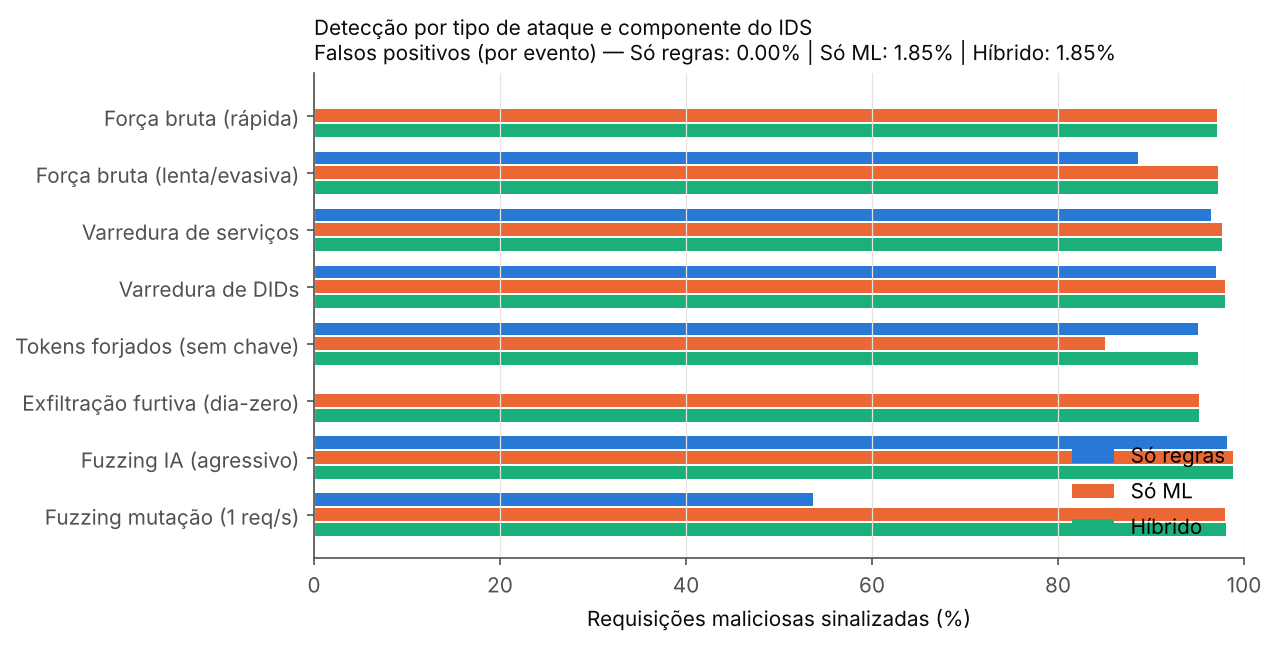 Detecção por tipo de ataque e componente do IDS
Falsos positivos (por evento) — Só regras: 0.00% | Só ML: 1.85% | Híbrido: 1.85%
Força bruta (rápida)
Força bruta (lenta/evasiva)
Varredura de serviços
Varredura de DIDs
Tokens forjados (sem chave)
Exfiltração furtiva (dia-zero)
Fuzzing IA (agressivo)
Fuzzing mutação (1 req/s)
Só regras
Só ML
Híbrido
0 20 40 60 80 100
Requisições maliciosas sinalizadas (%)